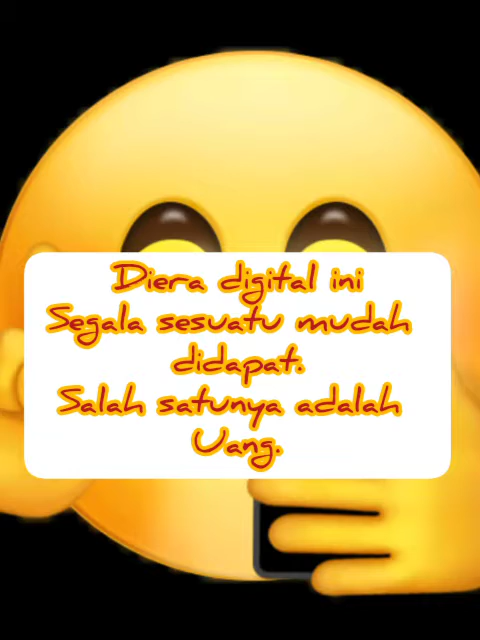 Diera digital ini
Segala sesuatu mudah
didapat.
Salah satunya adalah
Uang.